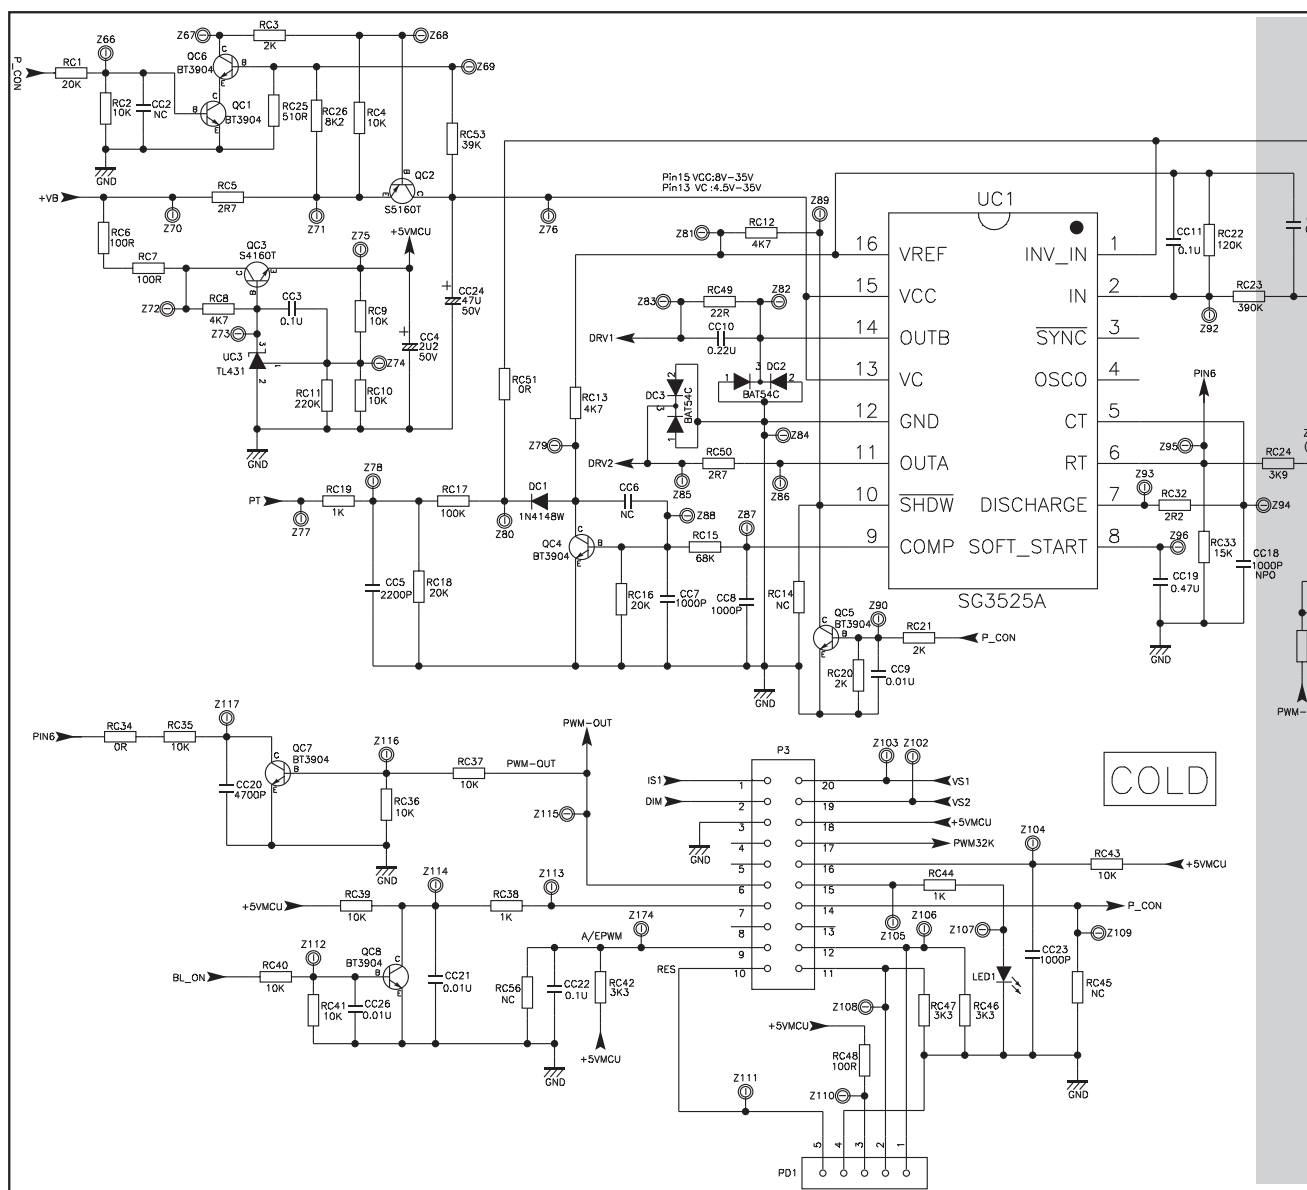 Z66
Z67
RC3
2K
Z68
P_CON
RC1
20K
QC6
BT3904
C
B
E
Z69
RC2
10K
CC2
NC
QC1
BT3904
C
B
E
RC25
510R
RC26
8K2
RC4
10K
RC53
39K
GND
+VB
Z70
RC5
2R7
Z71
QC2
S5160T
E
B
C
Z76
Pin15 VCC:8V-35V
Pin13 VC :4.5V-35V
RC6
100R
RC7
100R
QC3
S4160T
C
E
B
Z75
+5VMCU
Z72
RC8
4K7
CC3
0.1U
RC9
10K
CC24
47U
50V
+
CC4
2U2
50V
+
Z73
UC3
TL431
3
1
2
Z74
RC11
220K
RC10
10K
GND
RC51
0R
RC13
4K7
Z79
Z81
RC12
4K7
Z89
Z83
RC49
22R
Z82
DRV1
CC10
0.22U
DC3
BAT54C
2
3
1
DC2
BAT54C
1
3
2
Z84
DRV2
Z85
RC50
2R7
Z86
UC1
16 VREF INV_IN 1
15 VCC IN 2
14 OUTB SYNC 3
13 VC OSCO 4
12 GND CT 5
11 OUTA RT 6
10 SHDW DISCHARGE 7
9 COMP SOFT_START 8
SG3525A
CC11
0.1U
RC22
120K
RC23
390K
Z92
PIN6
Z95
RC24
3K9
Z93
RC32
2R2
Z94
Z96
CC19
0.47U
RC33
15K
CC18
1000P
NPO
GND
PT
Z77
RC19
1K
Z78
RC17
100K
Z80
DC1
1N4148W
CC6
NC
Z88
QC4
BT3904
C
B
E
RC15
68K
Z87
CC5
2200P
RC18
20K
RC16
20K
CC7
1000P
CC8
1000P
RC14
NC
QC5
BT3904
C
B
E
Z90
RC21
2K
P_CON
RC20
2K
CC9
0.01U
GND
PWM-
PIN6
RC34
0R
RC35
10K
Z117
QC7
BT3904
C
B
E
CC20
4700P
Z116
RC36
10K
RC37
10K
PWM-OUT
PWM-OUT
Z115
GND
P3
IS1
DIM
GND
1 20
2 19
3 18
4 17
5 16
6 15
7 14
8 13
9 12
10 11
Z103
Z102
VS1
VS2
+5VMCU
PWM32K
Z104
RC43
10K
+5VMCU
RC44
1K
P_CON
Z105
Z106
Z107
Z109
LED1
CC23
1000P
RC45
NC
COLD
+5VMCU
RC39
10K
Z114
RC38
1K
Z113
BL_ON
RC40
10K
Z112
QC8
BT3904
C
B
E
RC41
10K
CC26
0.01U
CC21
0.01U
A/EPWM
Z174
RES
RC56
NC
CC22
0.1U
RC42
3K3
+5VMCU
GND
Z108
RC47
3K3
RC46
3K3
+5VMCU
RC48
100R
Z110
Z111
GND
5
4
3
2
1
PD1